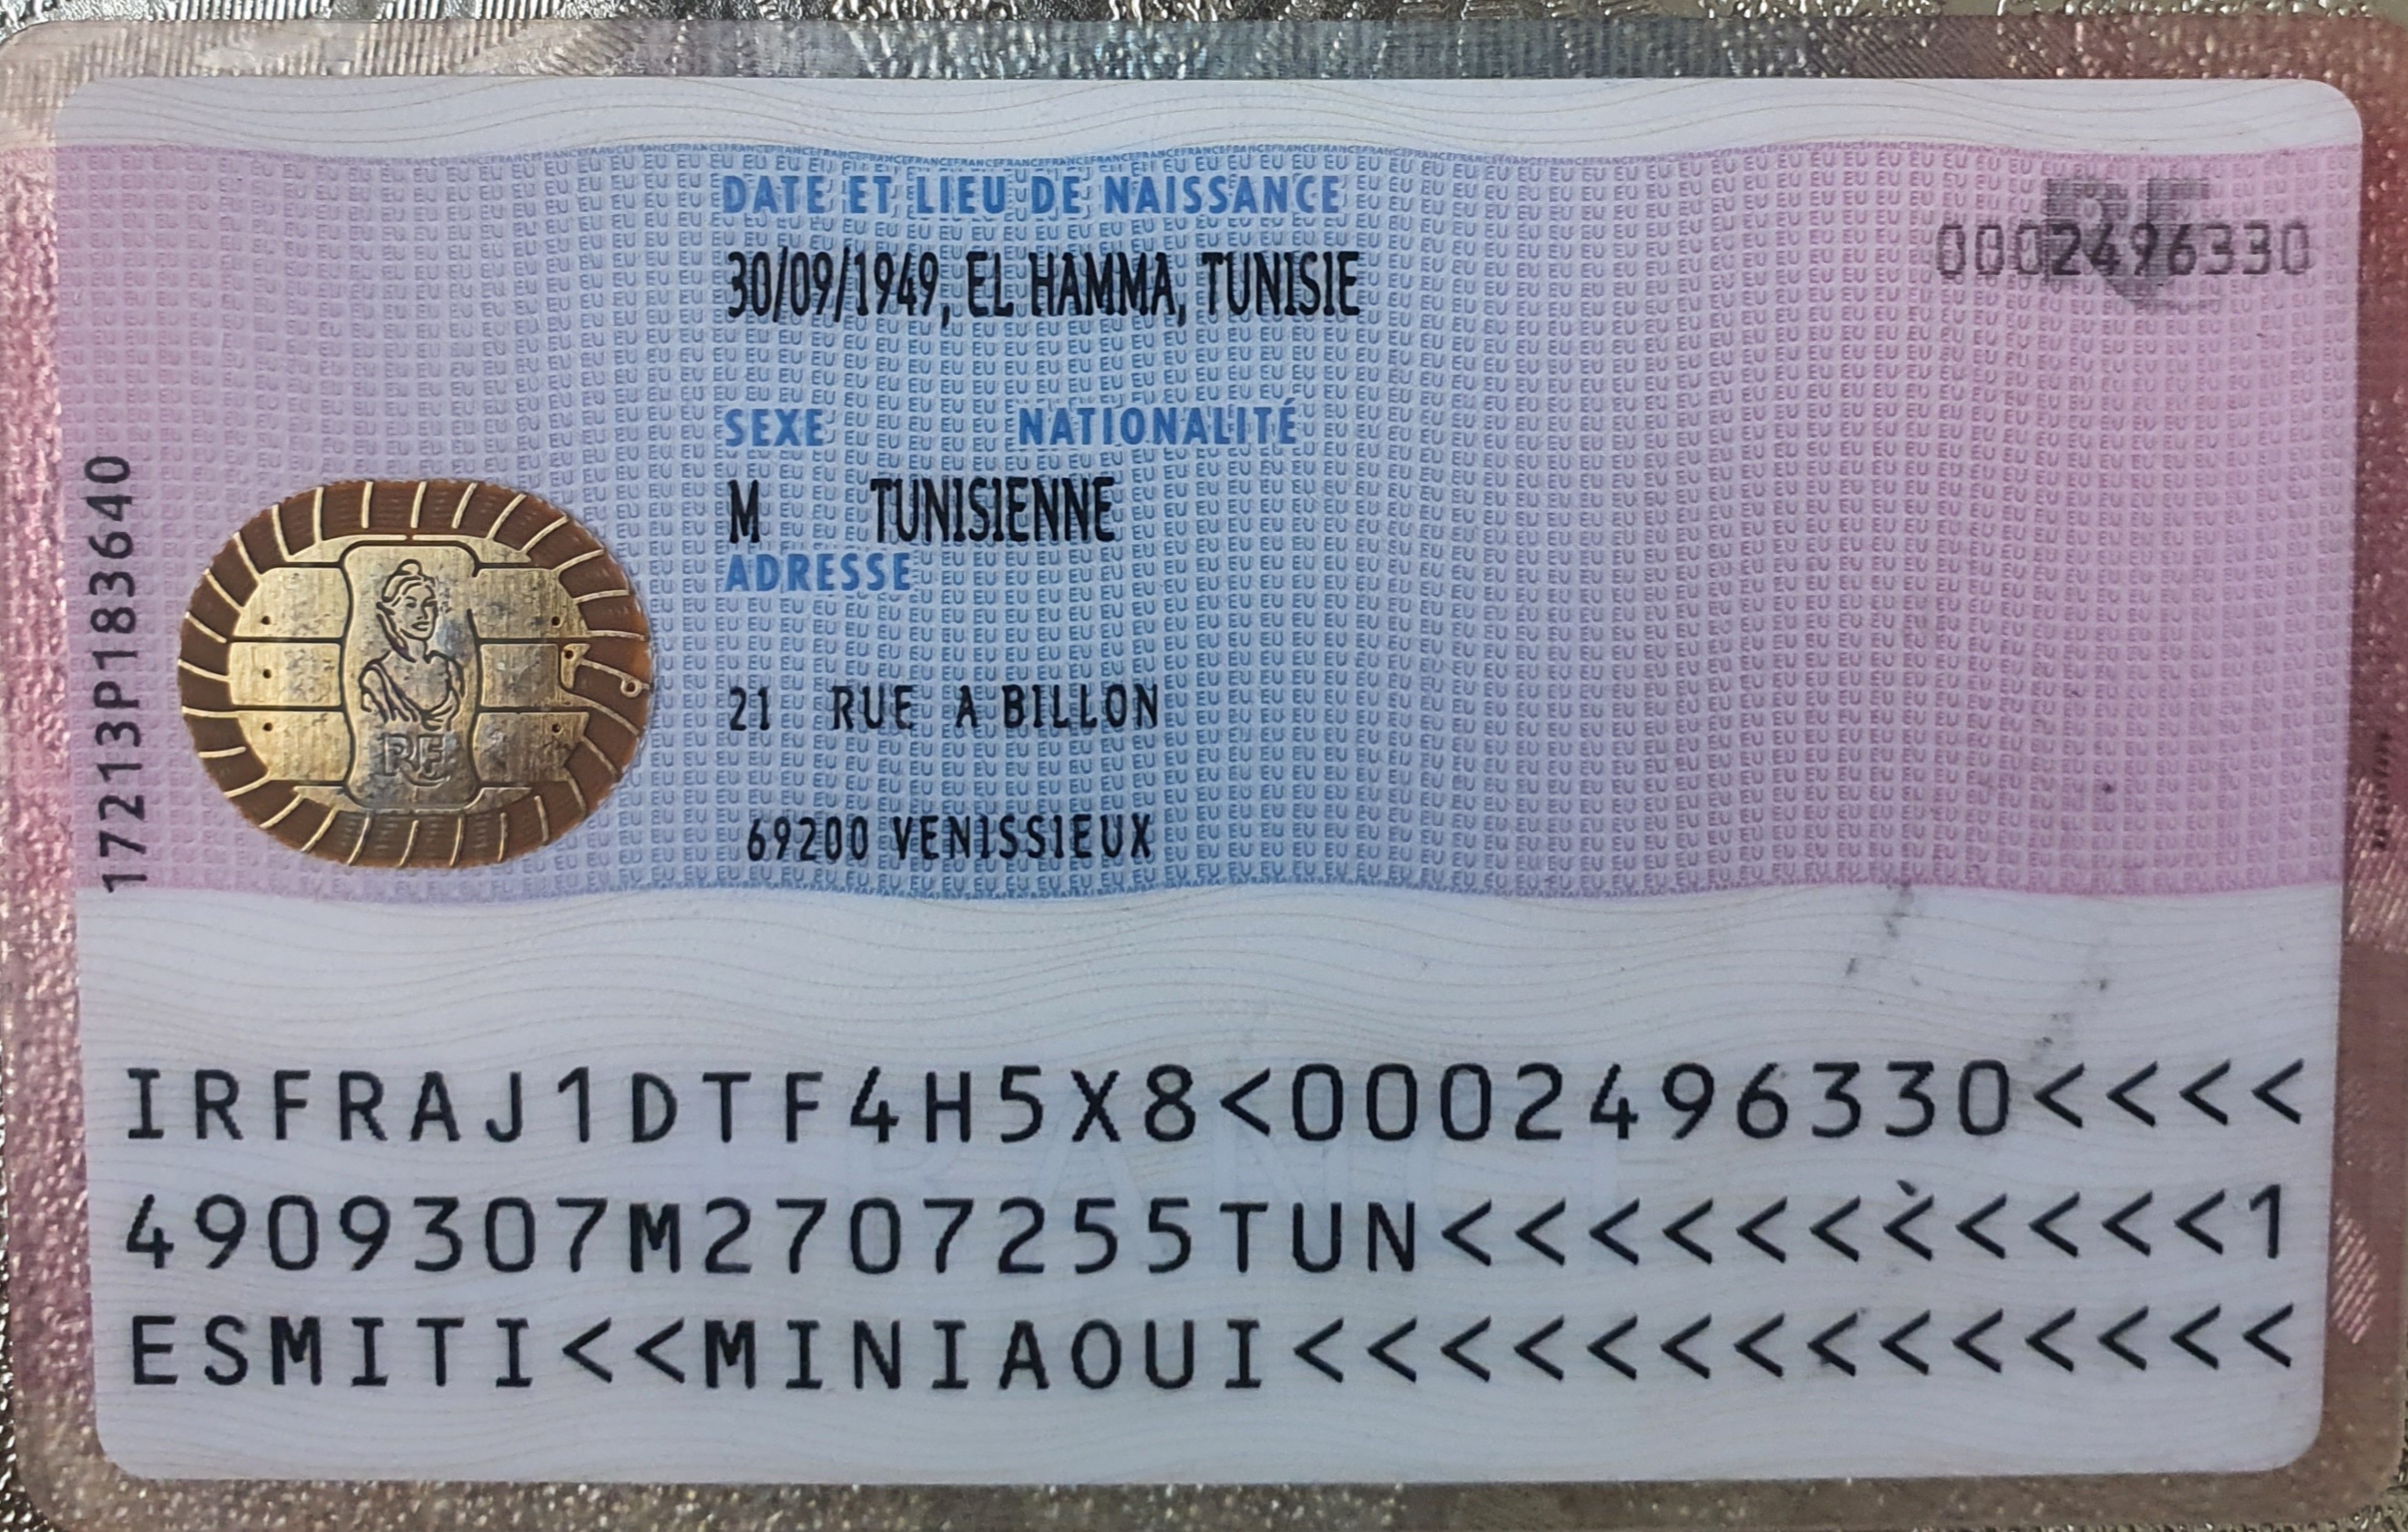 DATE ET LIEU DE NAISSANCE
30/09/1949, EL HAMMA, TUNISIE
0002496330
SEXE NATIONALITÉ
M TUNISIENNE
ADRESSE
21 RUE A BILLON
69200 VENISSIEUX
17213P183640
RF
IRFRAJ1DTF4H5X8<0002496330<<<<
4909307M2707255TUN<<<<<<<<<<<1
ESMITI<<MINIAOUI<<<<<<<<<<<<<<